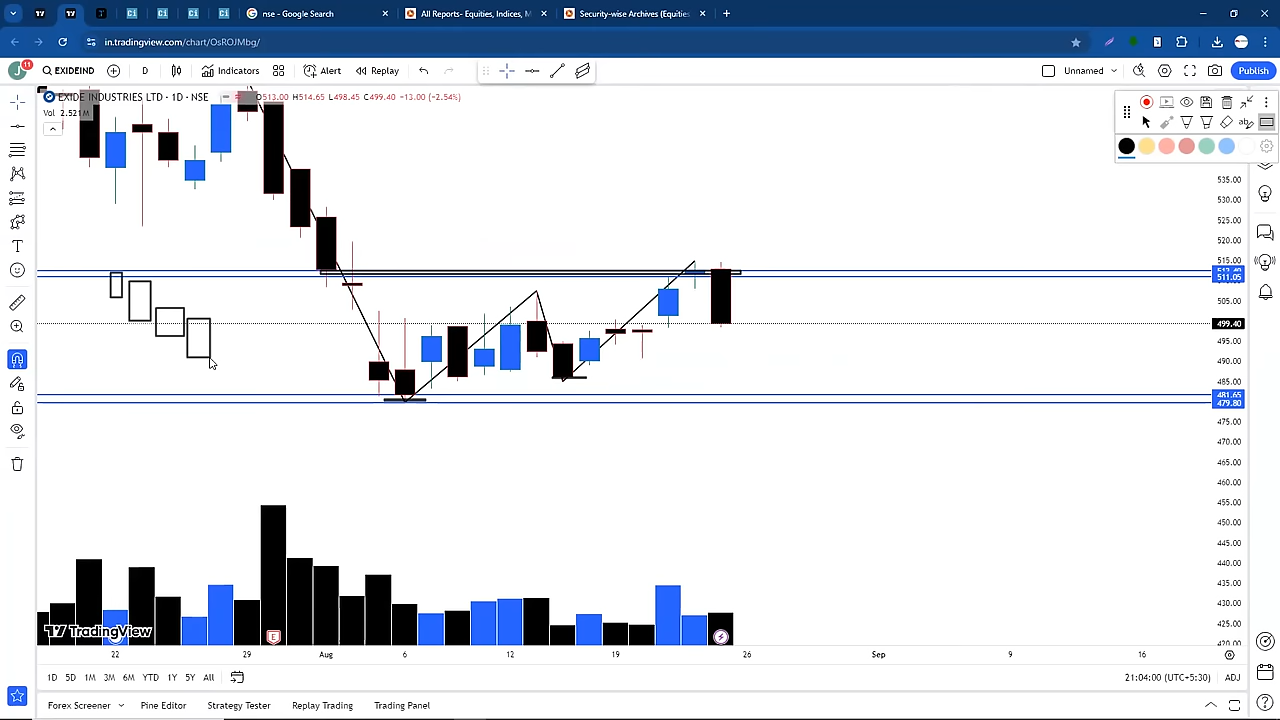 nse - Google Search
All Reports- Equities, Indices, M
Security-wise Archives (Equities
in.tradingview.com/chart/OsROJMbg/
11
EXIDEIND
D
Indicators
Alert
Replay
Unnamed
Publish
EXIDE INDUSTRIES LTD · 1D · NSE
O513.00 H514.65 L498.45 C499.40 −13.00 (−2.54%)
Vol 2.521M
535.00
530.00
525.00
520.00
515.00
511.05
505.00
499.40
495.00
490.00
485.00
481.65
479.80
475.00
470.00
465.00
460.00
455.00
450.00
445.00
440.00
435.00
430.00
425.00
420.00
TradingView
E
22
29
Aug
6
12
19
26
Sep
9
16
1D 5D 1M 3M 6M YTD 1Y 5Y All
21:04:00 (UTC+5:30) ADJ
Forex Screener
Pine Editor
Strategy Tester
Replay Trading
Trading Panel